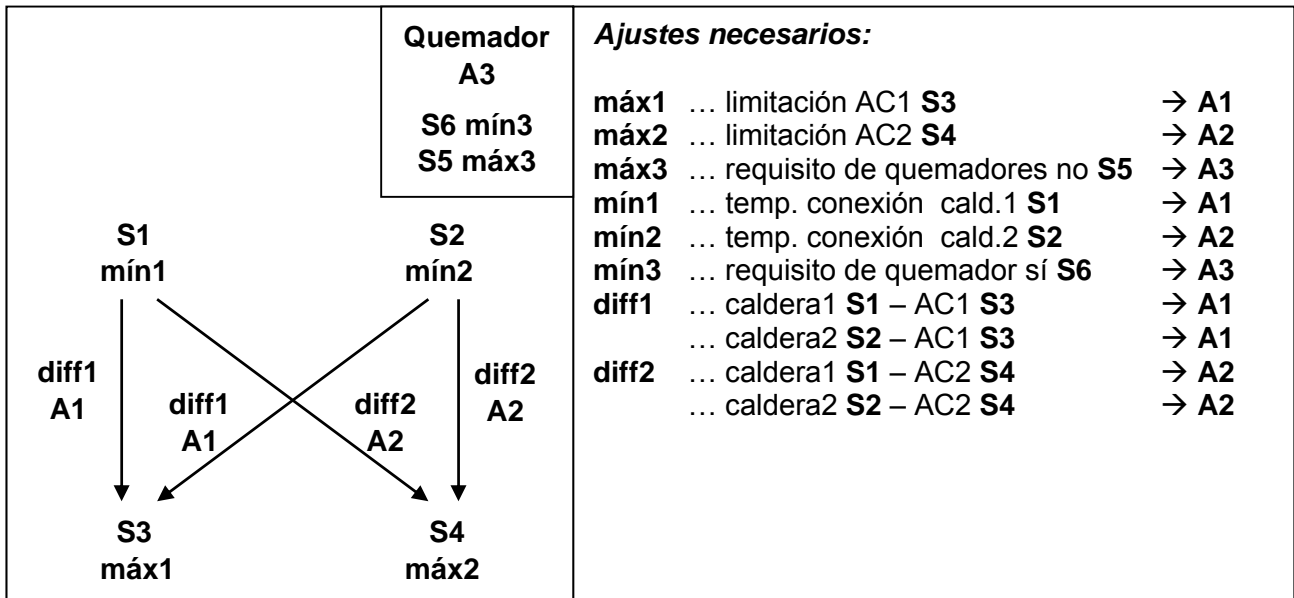 Quemador
A3
S6 mín3
S5 máx3
S1 S2
mín1 mín2
diff1 diff1 diff2 diff2
A1 A1 A2 A2
S3 S4
máx1 máx2
Ajustes necesarios:
máx1 … limitación AC1 S3 → A1
máx2 … limitación AC2 S4 → A2
máx3 … requisito de quemadores no S5 → A3
mín1 … temp. conexión cald.1 S1 → A1
mín2 … temp. conexión cald.2 S2 → A2
mín3 … requisito de quemador sí S6 → A3
diff1 … caldera1 S1 – AC1 S3 → A1
… caldera2 S2 – AC1 S3 → A1
diff2 … caldera1 S1 – AC2 S4 → A2
… caldera2 S2 – AC2 S4 → A2